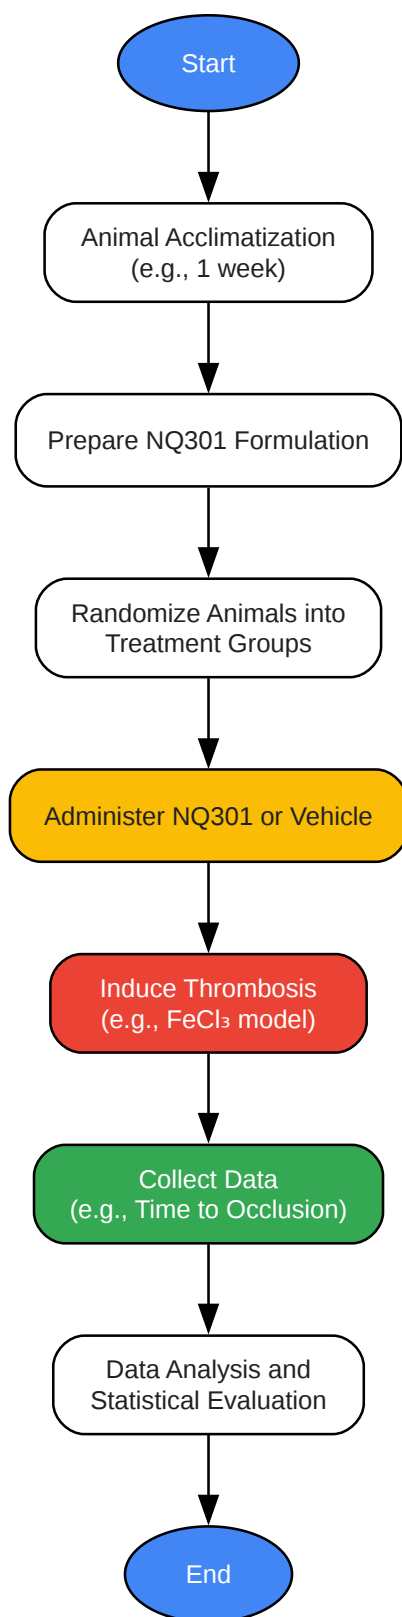 Start
Animal Acclimatization
(e.g., 1 week)
Prepare NQ301 Formulation
Randomize Animals into
Treatment Groups
Administer NQ301 or Vehicle
Induce Thrombosis
(e.g., FeCl₃ model)
Collect Data
(e.g., Time to Occlusion)
Data Analysis and
Statistical Evaluation
End